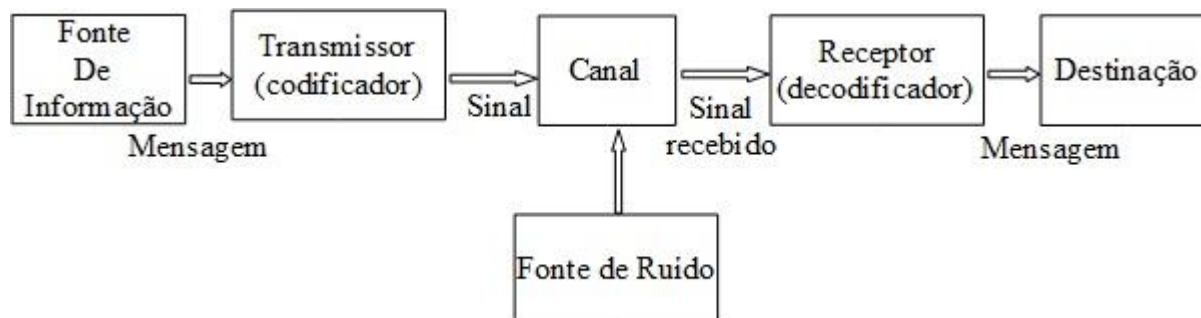 Fonte
De
Informação
Mensagem
Transmissor
(codificador)
Sinal
Canal
Sinal
recebido
Receptor
(decodificador)
Mensagem
Destinação
Fonte de Ruido